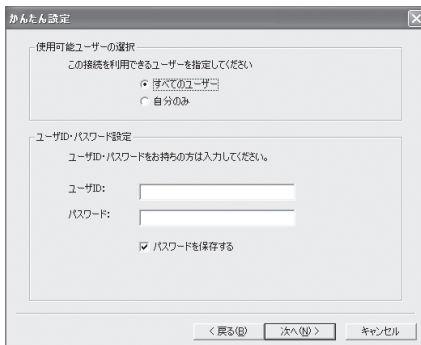 かんたん設定
使用可能ユーザーの選択
この接続を利用できるユーザーを指定してください
すべてのユーザー
自分のみ
ユーザID・パスワード設定
ユーザID・パスワードをお持ちの方は入力してください。
ユーザID:
パスワード:
パスワードを保存する
< 戻る(B) 次へ(N) > キャンセル